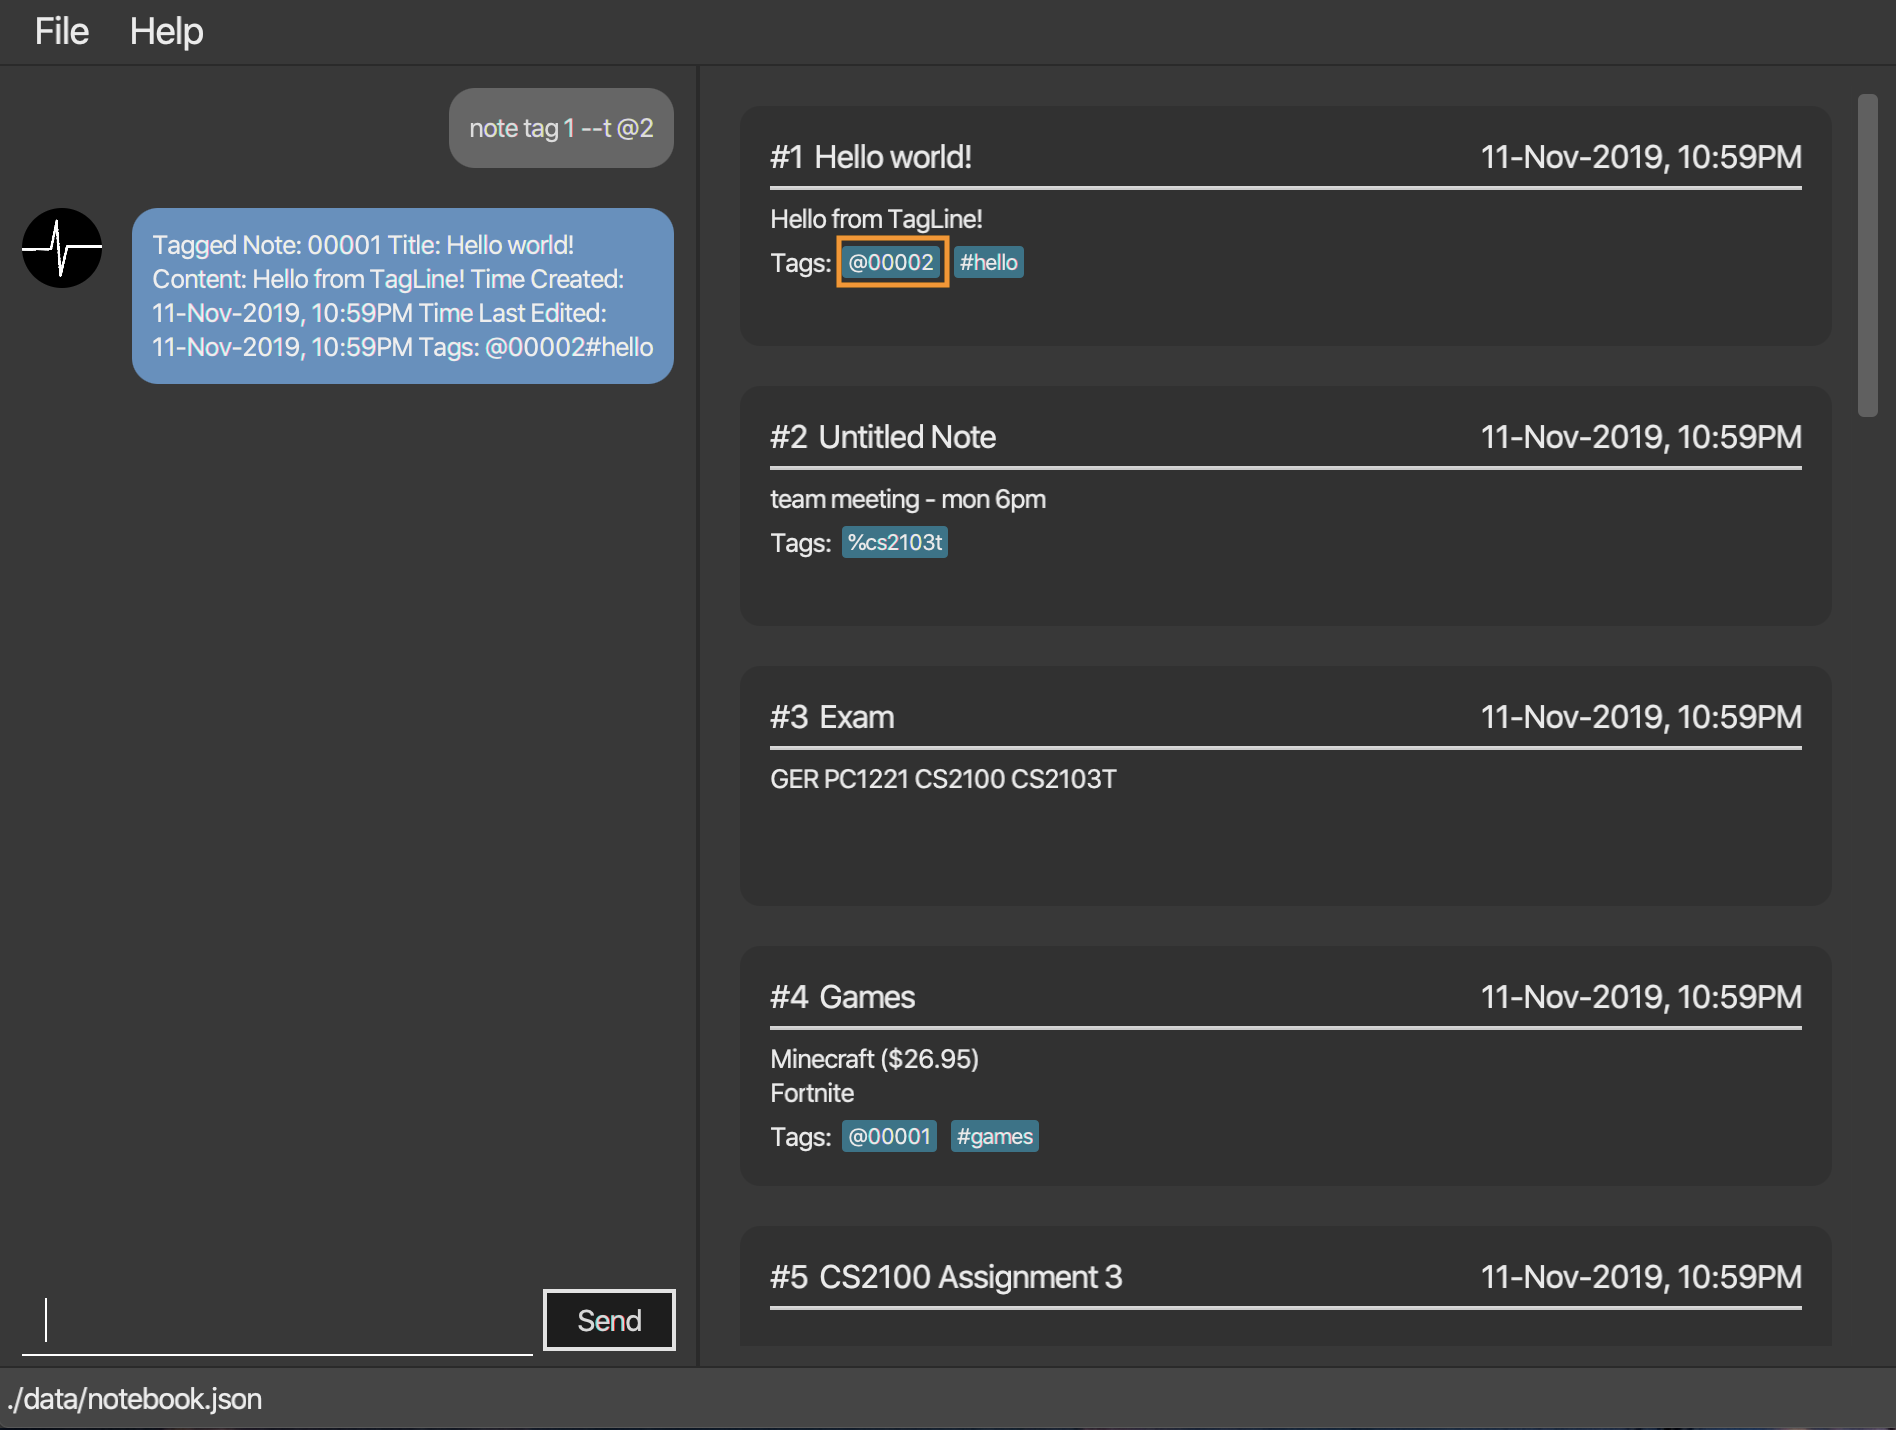 File Help
note tag 1 --t @2
Tagged Note: 00001 Title: Hello world!
Content: Hello from TagLine! Time Created:
11-Nov-2019, 10:59PM Time Last Edited:
11-Nov-2019, 10:59PM Tags: @00002#hello
Send
#1 Hello world! 11-Nov-2019, 10:59PM
Hello from TagLine!
Tags: @00002 #hello
#2 Untitled Note 11-Nov-2019, 10:59PM
team meeting - mon 6pm
Tags: %cs2103t
#3 Exam 11-Nov-2019, 10:59PM
GER PC1221 CS2100 CS2103T
#4 Games 11-Nov-2019, 10:59PM
Minecraft ($26.95)
Fortnite
Tags: @00001 #games
#5 CS2100 Assignment 3 11-Nov-2019, 10:59PM
./data/notebook.json